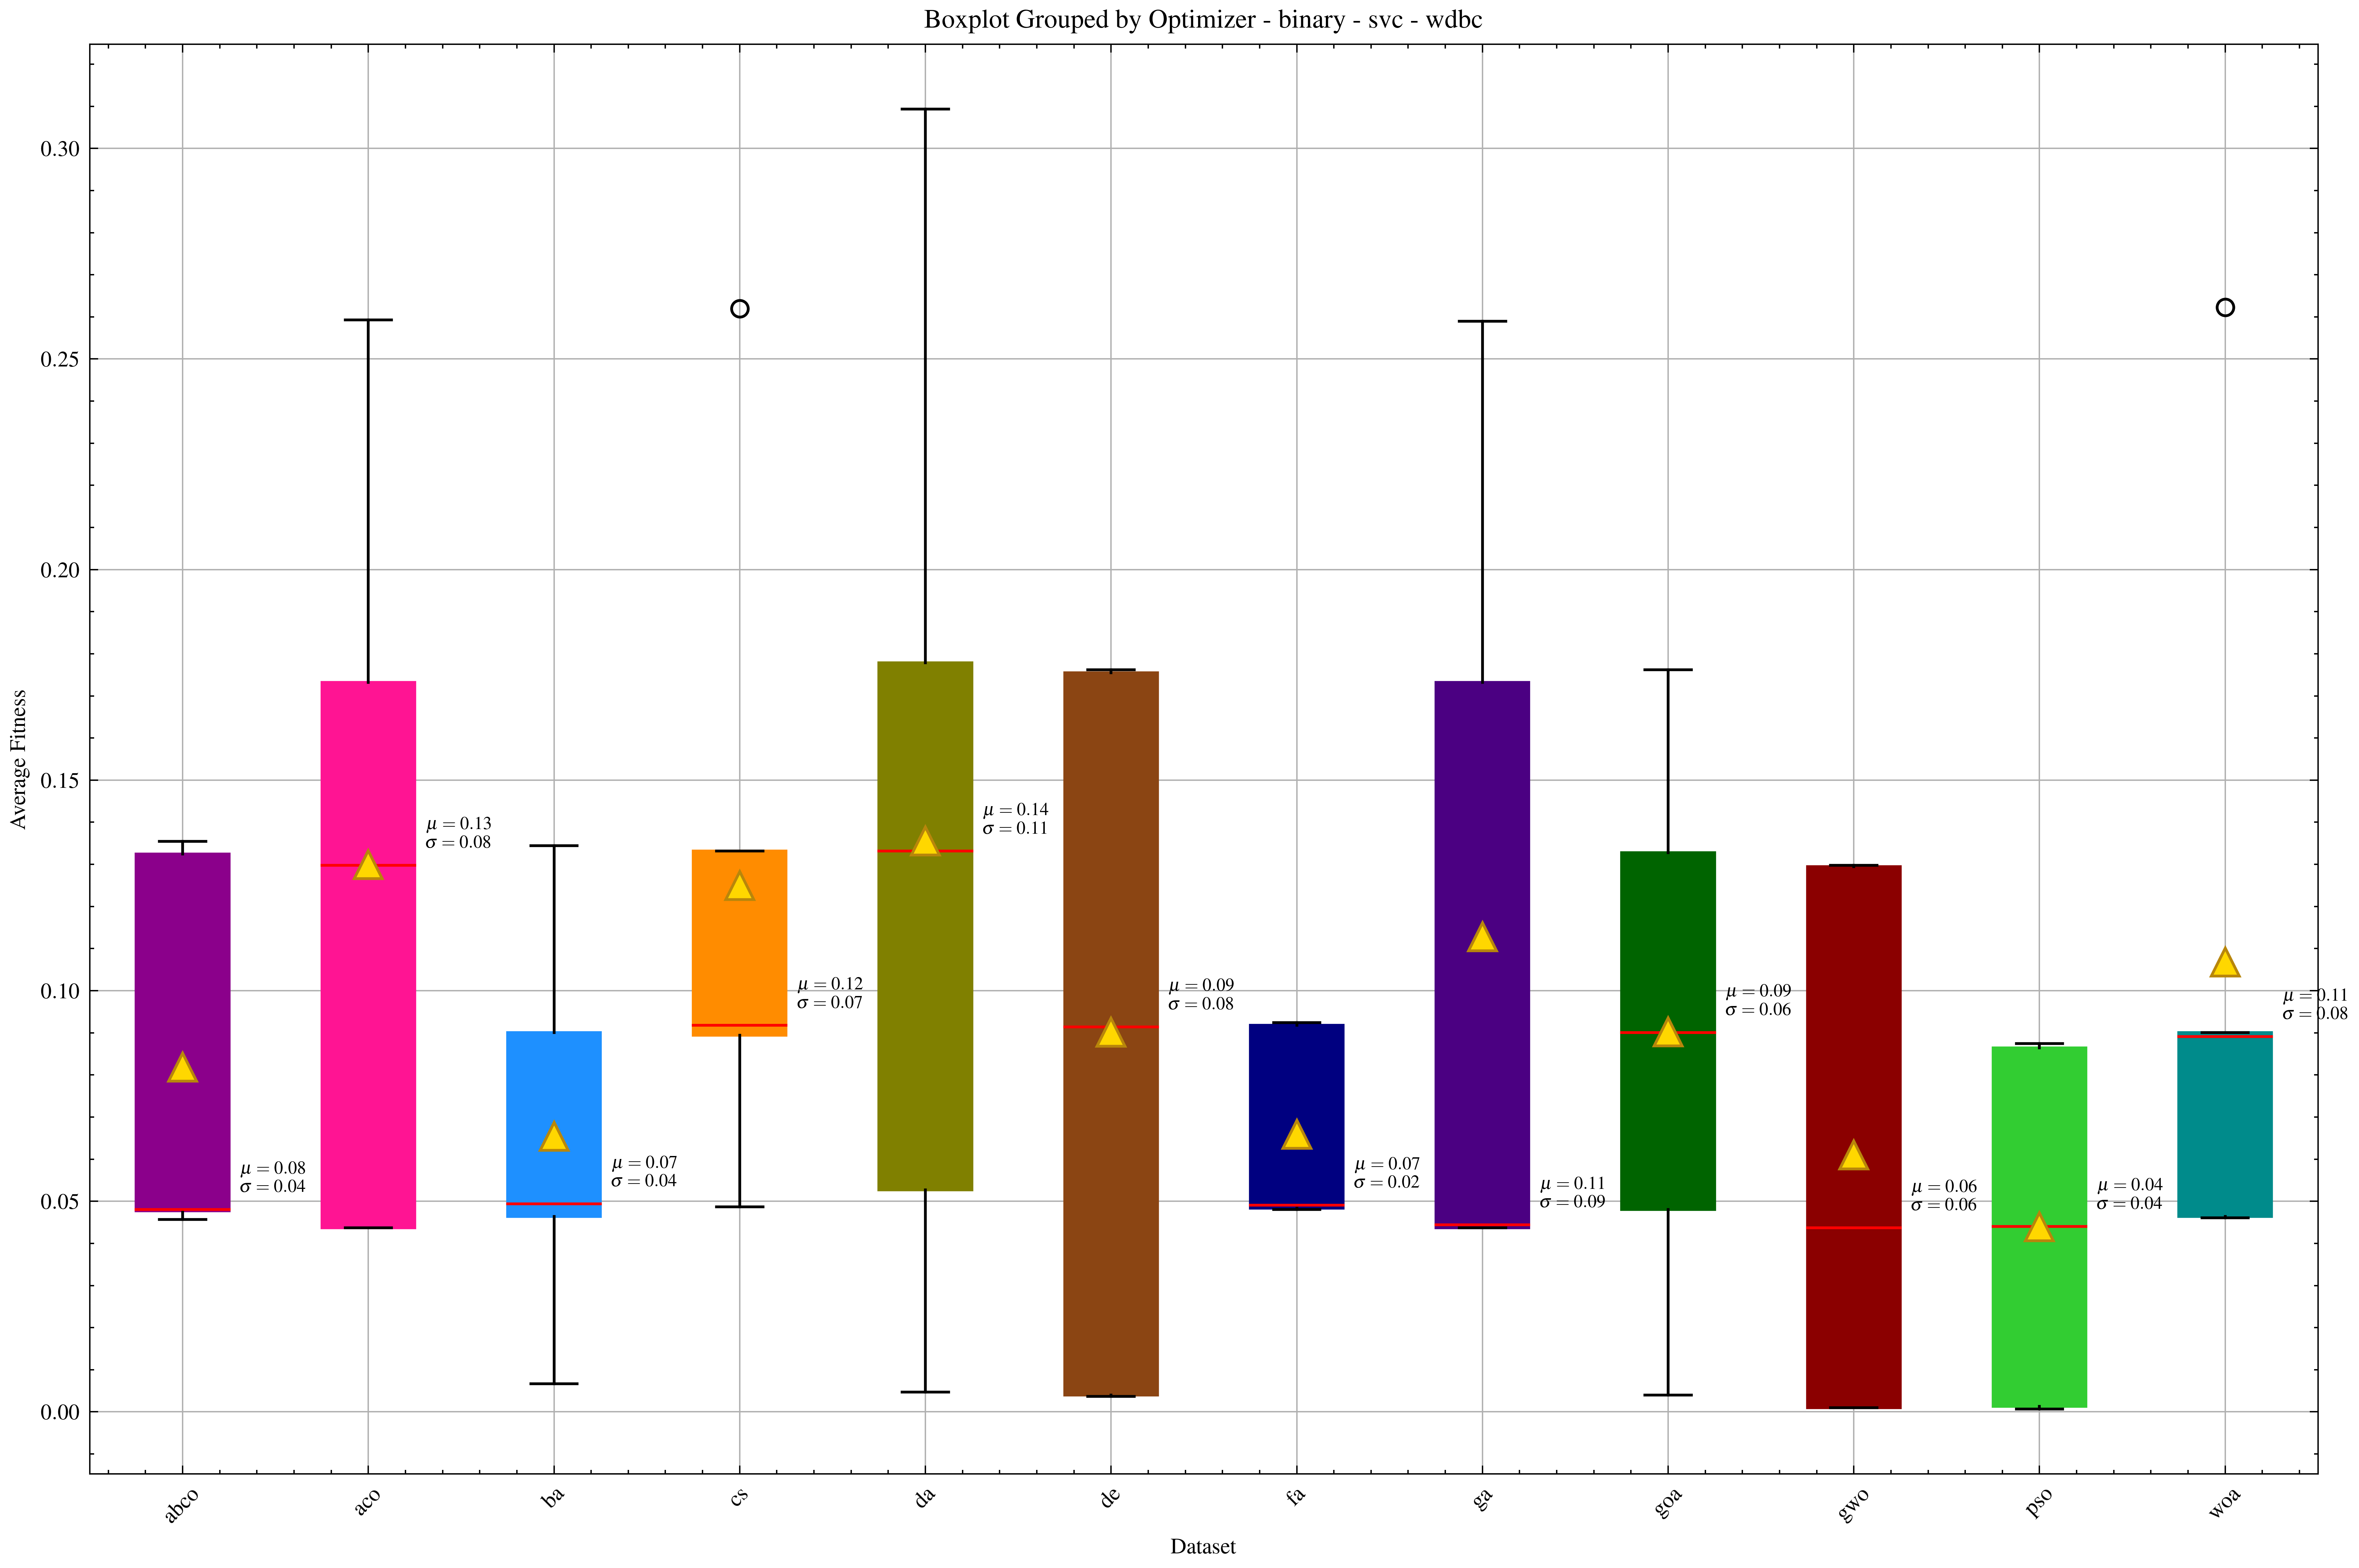 Boxplot Grouped by Optimizer - binary - svc - wdbc
Average Fitness
0.30
0.25
0.20
0.15
0.10
0.05
0.00
μ = 0.08
σ = 0.04
μ = 0.13
σ = 0.08
μ = 0.07
σ = 0.04
μ = 0.12
σ = 0.07
μ = 0.14
σ = 0.11
μ = 0.09
σ = 0.08
μ = 0.07
σ = 0.02
μ = 0.11
σ = 0.09
μ = 0.09
σ = 0.06
μ = 0.06
σ = 0.06
μ = 0.04
σ = 0.04
μ = 0.11
σ = 0.08
abco
aco
ba
cs
da
de
fa
ga
goa
gwo
pso
woa
Dataset